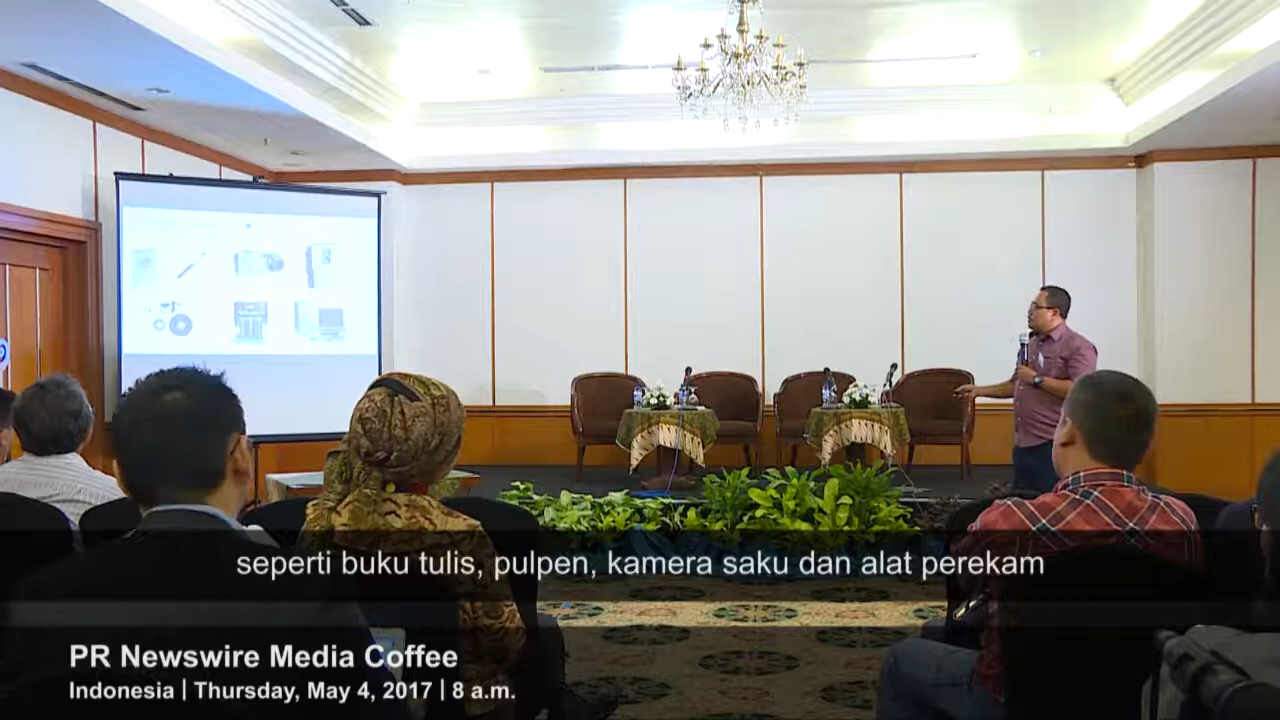 seperti buku tulis, pulpen, kamera saku dan alat perekam
PR Newswire Media Coffee
Indonesia | Thursday, May 4, 2017 | 8 a.m.